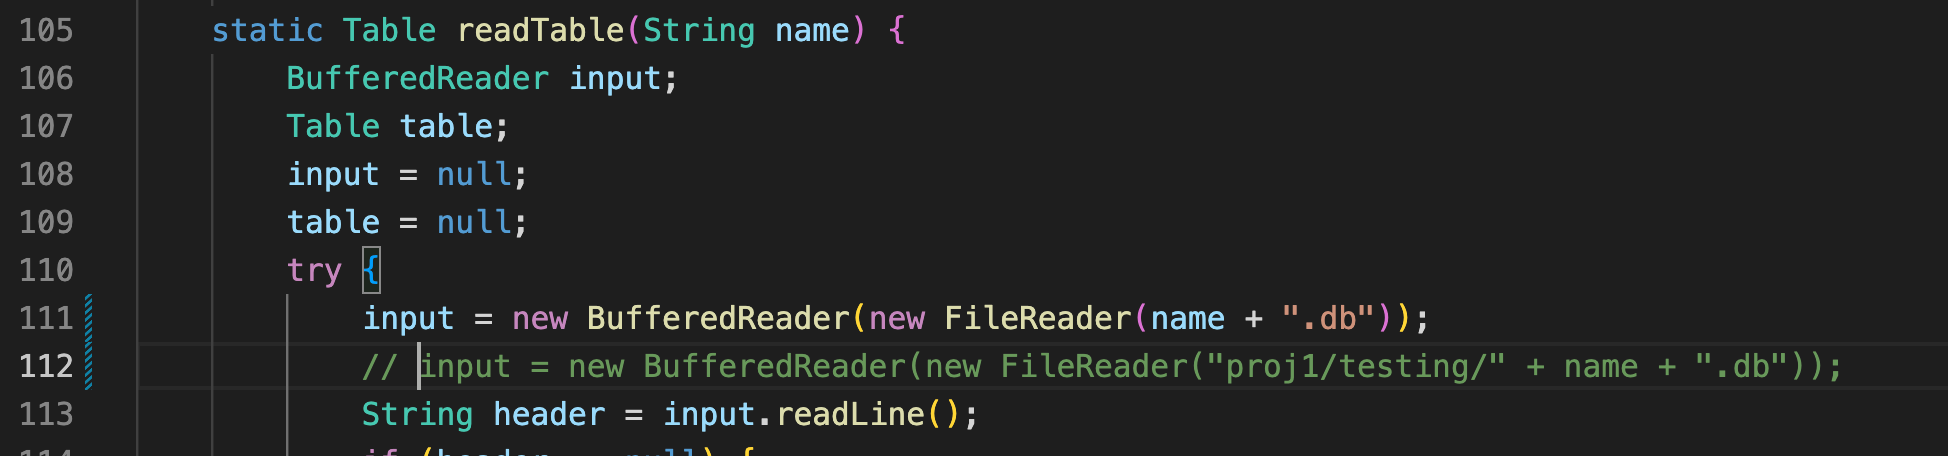 105 static Table readTable(String name) {
106 BufferedReader input;
107 Table table;
108 input = null;
109 table = null;
110 try {
111 input = new BufferedReader(new FileReader(name + ".db"));
112 // input = new BufferedReader(new FileReader("proj1/testing/" + name + ".db"));
113 String header = input.readLine();